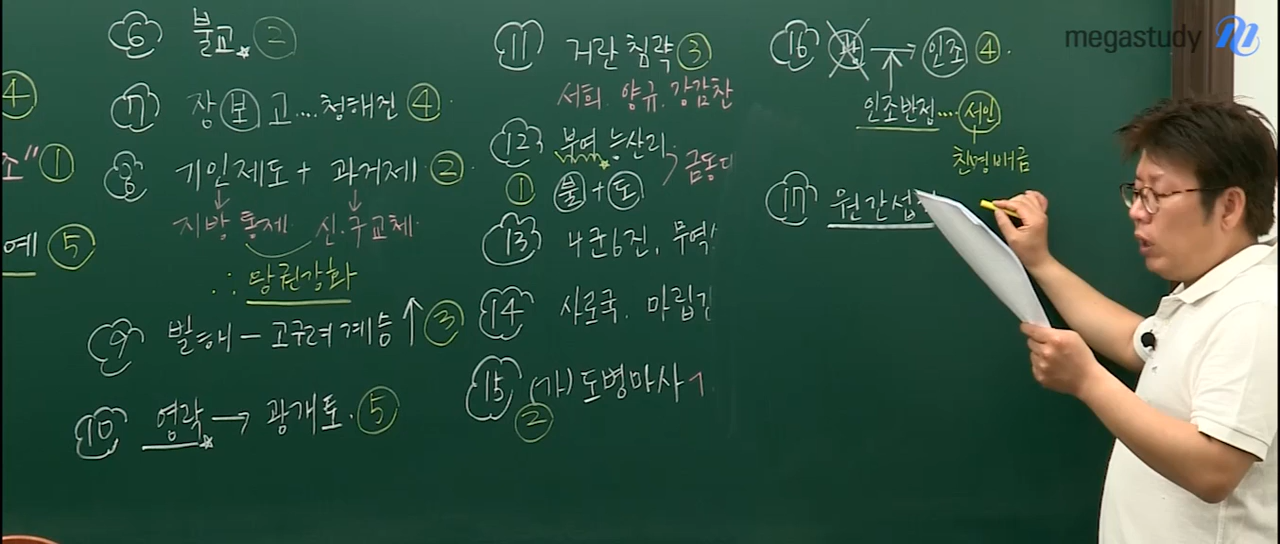 ④
소" ①
예 ⑤
⑥ 불교 ②
⑦ 장보고....청해진 ④
⑧ 기인제도 + 과거제 ②
지방통제 신·구교체
∴ 왕권강화
⑨ 발해 - 고구려계승 ↑ ③
⑩ 영락 → 광개토. ⑤
⑪ 거란 침략 ③
서희. 양규. 강감찬
⑫ 부여 능산리
① 불 + 도 금동대
⑬ 4군6진, 무역
⑭ 사로국. 마립간
⑮ (가) 도병마사
②
⑯ 광 → 인조 ④
인조반정....서인
친명배금
⑰ 원간섭
megastudy